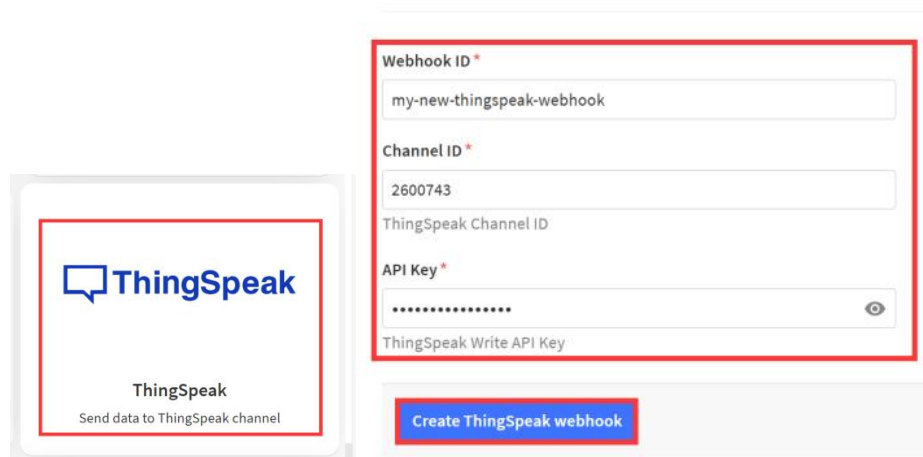 ThingSpeak
ThingSpeak
Send data to ThingSpeak channel
Webhook ID *
my-new-thingspeak-webhook
Channel ID *
2600743
ThingSpeak Channel ID
API Key *
••••••••••••••••
ThingSpeak Write API Key
Create ThingSpeak webhook